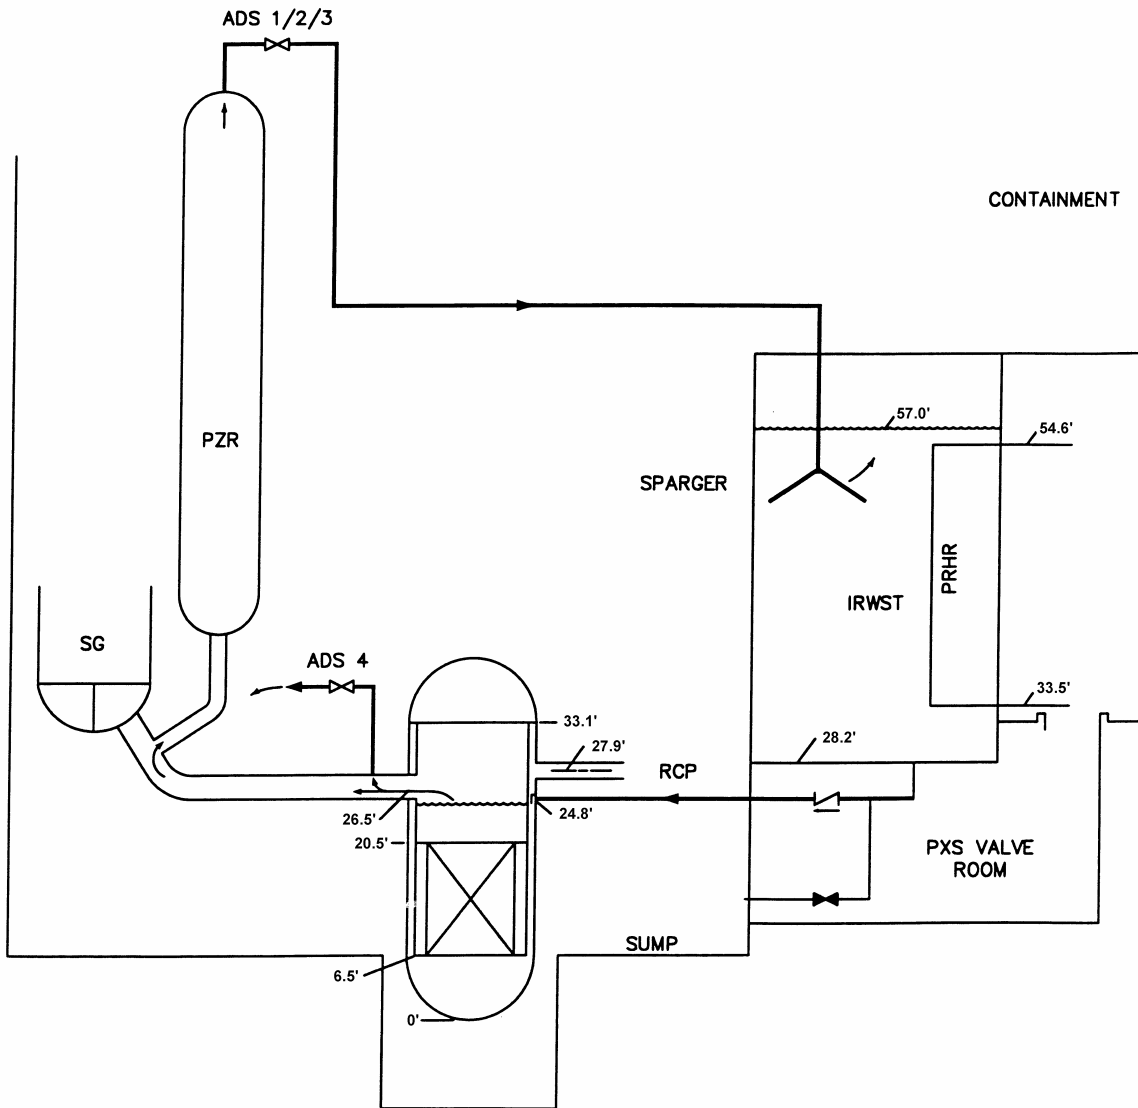 ADS 1/2/3
CONTAINMENT
57.0'
54.6'
PZR
SPARGER
PRHR
IRWST
SG
ADS 4
33.5'
33.1'
27.9'
28.2'
RCP
26.5'
24.8'
20.5'
PXS VALVE
ROOM
SUMP
6.5'
0'